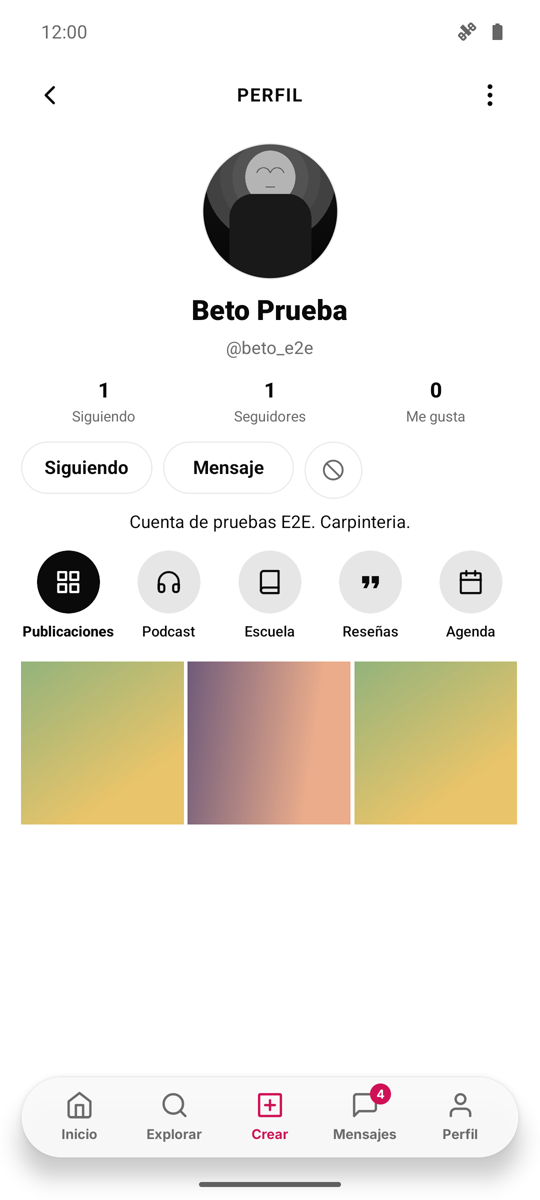 12:00
PERFIL
Beto Prueba
@beto_e2e
1 1 0
Siguiendo Seguidores Me gusta
Siguiendo Mensaje
Cuenta de pruebas E2E. Carpinteria.
Publicaciones Podcast Escuela Reseñas Agenda
4
Inicio Explorar Crear Mensajes Perfil